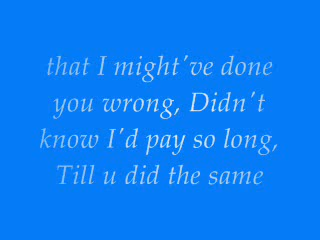 that I might've done
you wrong, Didn't
know I'd pay so long,
Till u did the same